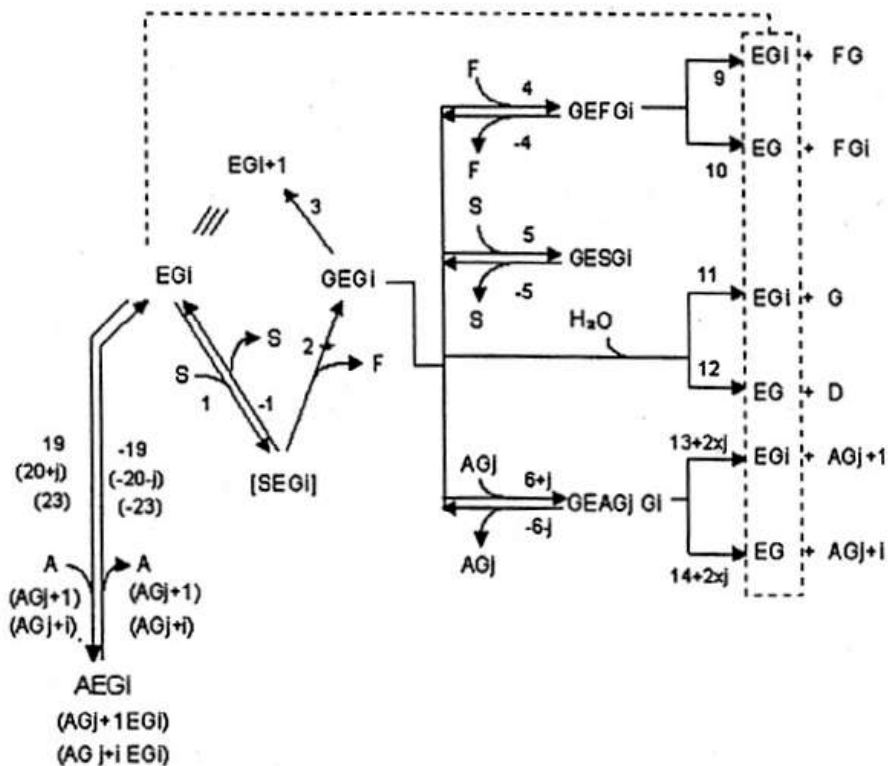 EGi + FG
F
4
9
GEFGi
-4
F
10
EG + FGi
EGi+1
3
S
5
EGi
GEGi
GESGi
-5
S
11
EGi + G
H₂O
2
S
F
S
1
-1
12
EG + D
19
(20+j)
(23)
-19
(-20-j)
(-23)
[SEGi]
AGj
6+j
13+2xj
EGi + AGj+1
GEAGj Gi
-6-j
AGj
14+2xj
EG + AGj+i
A
(AGj+1)
(AGj+i)
A
(AGj+1)
(AGj+i)
AEGi
(AGj+1EGi)
(AG j+i EGi)